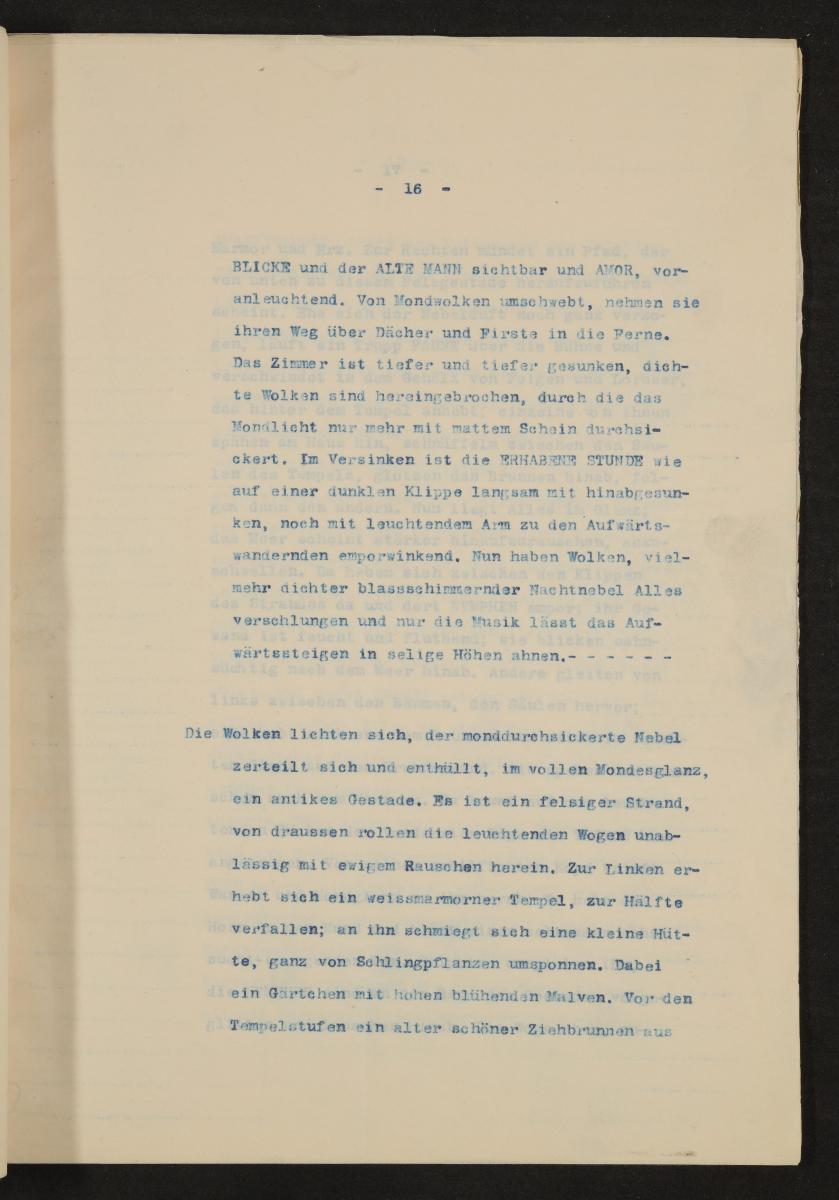 - 16 -
BLICKE und der ALTE MANN sichtbar und AMOR, vor-
anleuchtend. Von Mondwolken umschwebt, nehmen sie
ihren Weg über Dächer und Firste in die Ferne.
Das Zimmer ist tiefer und tiefer gesunken, dich-
te Wolken sind hereingebrochen, durch die das
Mondlicht nur mehr mit mattem Schein durchsi-
ckert. Im Versinken ist die ERHABENE STUNDE wie
auf einer dunklen Klippe langsam mit hinabgesun-
ken, noch mit leuchtendem Arm zu den Aufwärts-
wandernden emporwinkend. Nun haben Wolken, viel-
mehr dichter blassschimmernder Nachtnebel Alles
verschlungen und nur die Musik lässt das Auf-
wärtssteigen in selige Höhen ahnen.- - - - - -
Die Wolken lichten sich, der monddurchsickerte Nebel
zerteilt sich und enthüllt, im vollen Mondesglanz,
ein antikes Gestade. Es ist ein felsiger Strand,
von draussen rollen die leuchtenden Wogen unab-
lässig mit ewigem Rauschen herein. Zur Linken er-
hebt sich ein weissmarmorner Tempel, zur Hälfte
verfallen; an ihn schmiegt sich eine kleine Hüt-
te, ganz von Schlingpflanzen umsponnen. Dabei
ein Gärtchen mit hohen blühenden Malven. Vor den
Tempelstufen ein alter schöner Ziehbrunnen aus